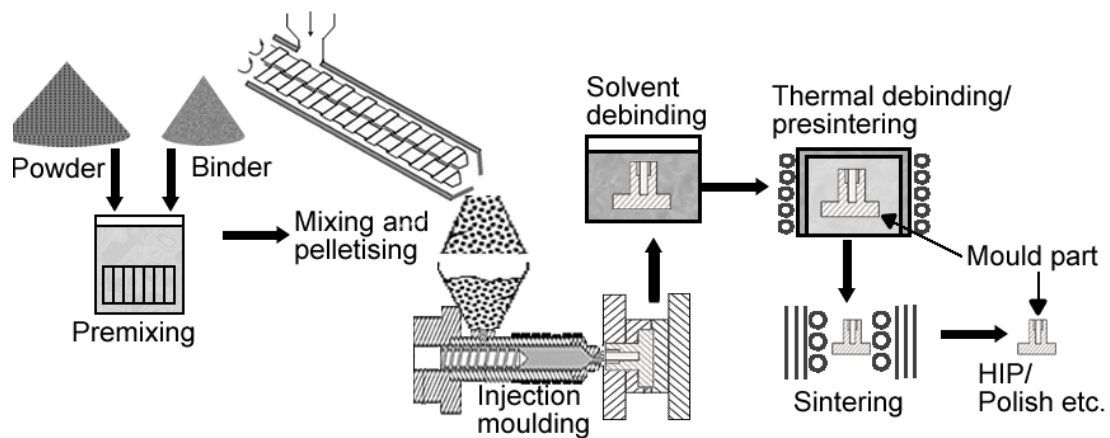 Powder
Binder
Premixing
Mixing and
pelletising
Injection
moulding
Solvent
debinding
Thermal debinding/
presintering
Mould part
Sintering
HIP/
Polish etc.